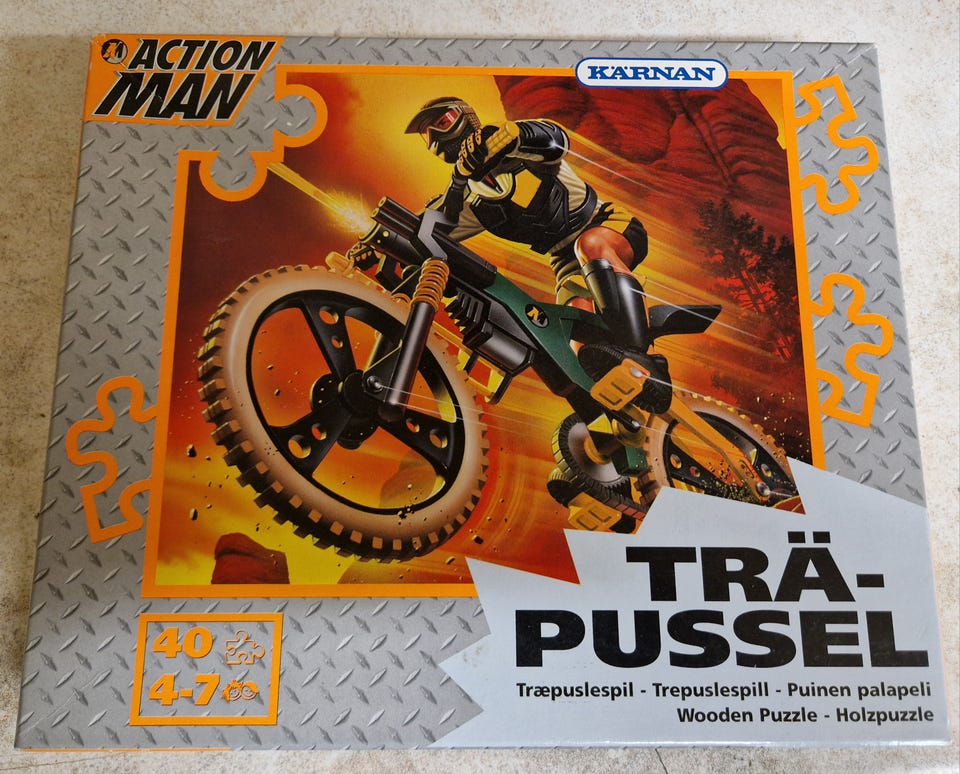 ACTION
MAN
KÄRNAN
TRÄ-
PUSSEL
Træpuslespil - Trepuslespill - Puinen palapeli
Wooden Puzzle - Holzpuzzle
40
4-7